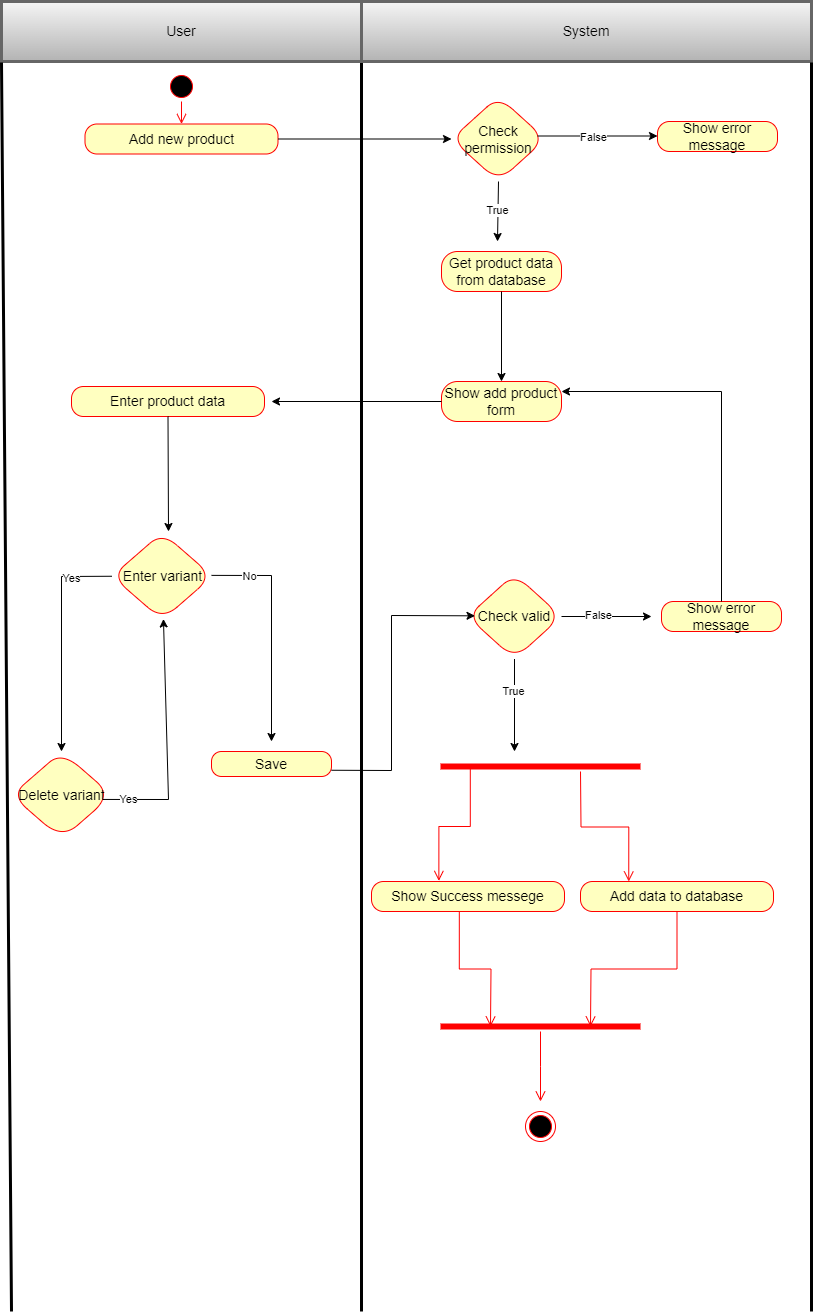 User
System
Add new product
Check
permission
False
Show error
message
True
Get product data
from database
Enter product data
Show add product
form
Yes
Enter variant
No
Check valid
False
Show error
message
True
Save
Delete variant
Yes
Show Success messege
Add data to database